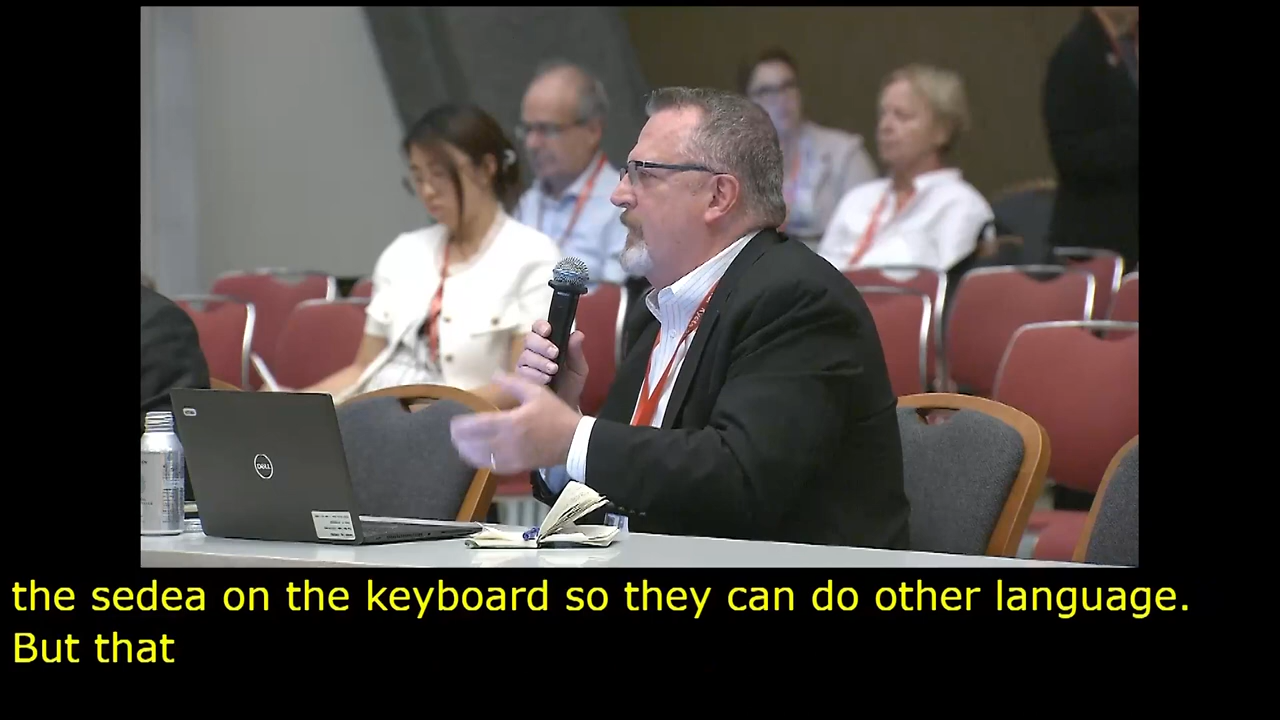 DELL
the sedea on the keyboard so they can do other language.
But that